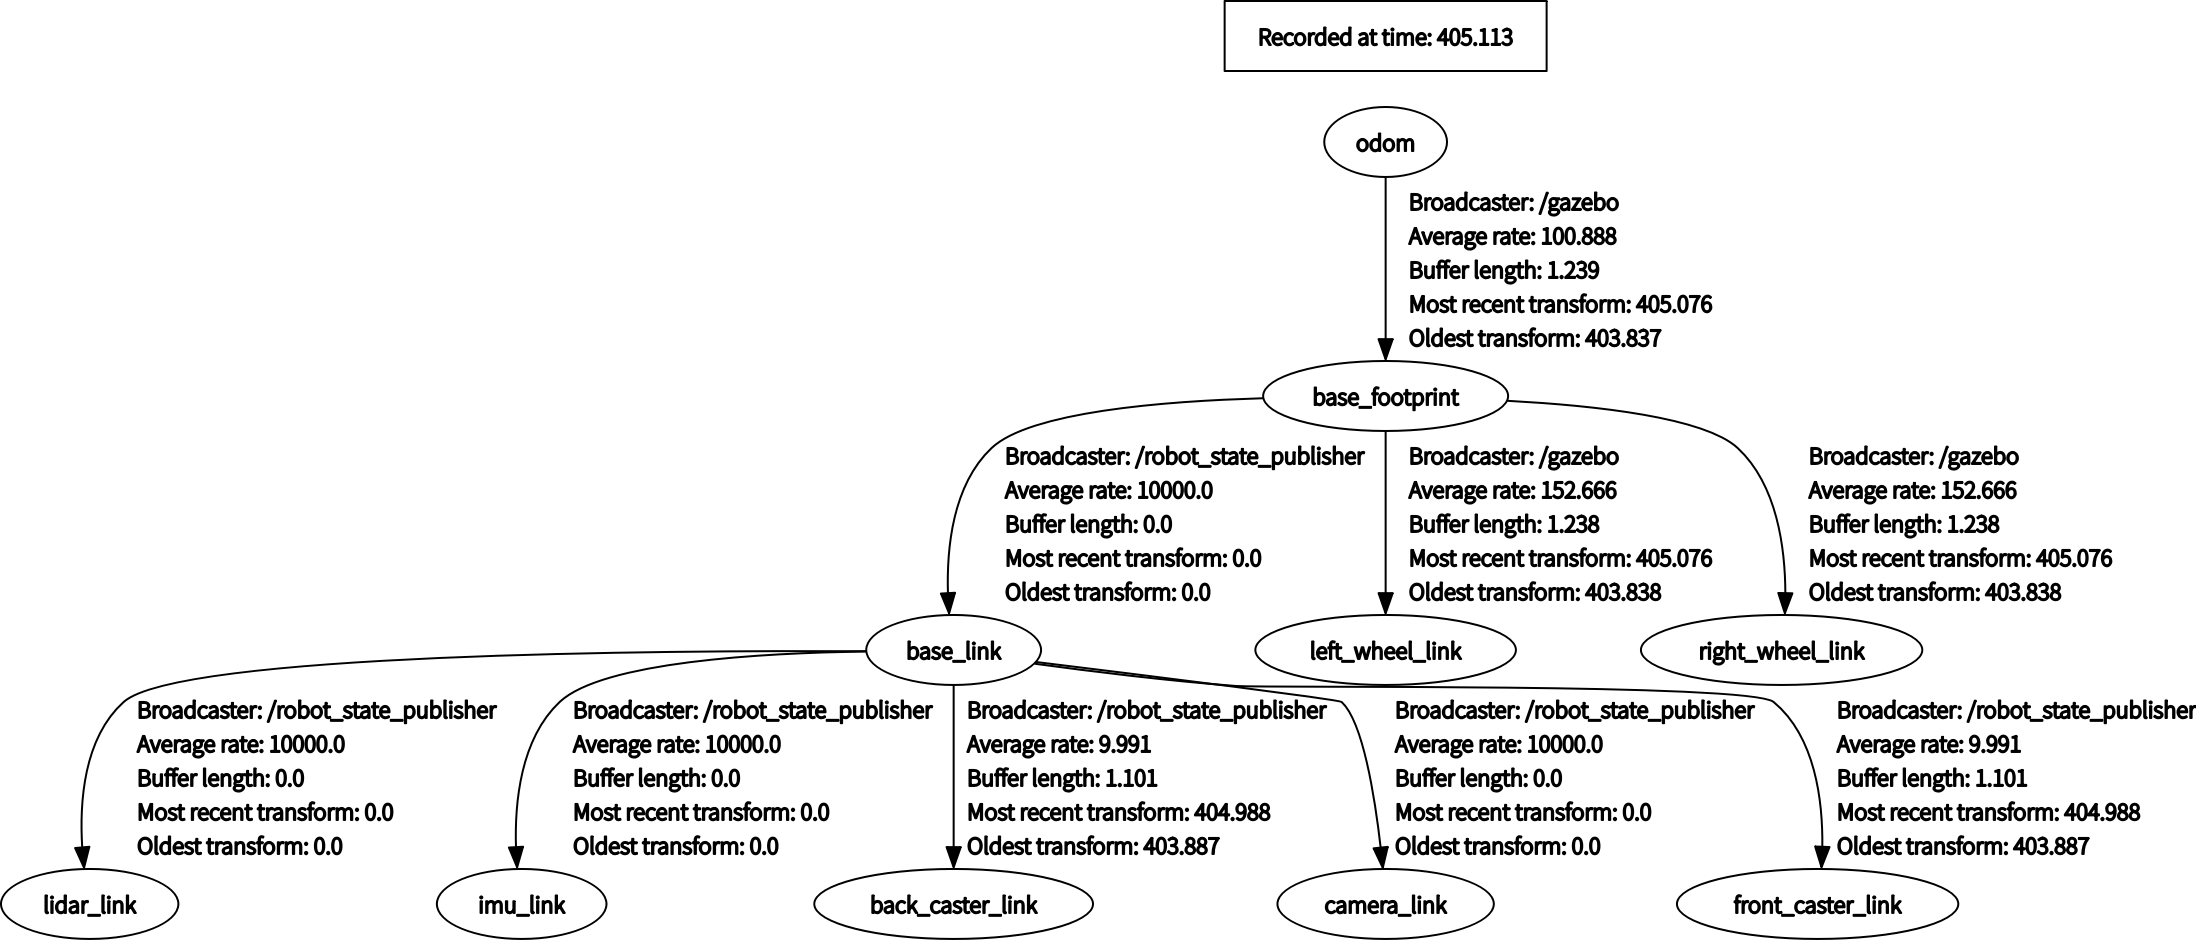 Recorded at time: 405.113
odom
Broadcaster: /gazebo
Average rate: 100.888
Buffer length: 1.239
Most recent transform: 405.076
Oldest transform: 403.837
base_footprint
Broadcaster: /robot_state_publisher
Average rate: 10000.0
Buffer length: 0.0
Most recent transform: 0.0
Oldest transform: 0.0
Broadcaster: /gazebo
Average rate: 152.666
Buffer length: 1.238
Most recent transform: 405.076
Oldest transform: 403.838
Broadcaster: /gazebo
Average rate: 152.666
Buffer length: 1.238
Most recent transform: 405.076
Oldest transform: 403.838
base_link
left_wheel_link
right_wheel_link
Broadcaster: /robot_state_publisher
Average rate: 10000.0
Buffer length: 0.0
Most recent transform: 0.0
Oldest transform: 0.0
Broadcaster: /robot_state_publisher
Average rate: 10000.0
Buffer length: 0.0
Most recent transform: 0.0
Oldest transform: 0.0
Broadcaster: /robot_state_publisher
Average rate: 9.991
Buffer length: 1.101
Most recent transform: 404.988
Oldest transform: 403.887
Broadcaster: /robot_state_publisher
Average rate: 10000.0
Buffer length: 0.0
Most recent transform: 0.0
Oldest transform: 0.0
Broadcaster: /robot_state_publisher
Average rate: 9.991
Buffer length: 1.101
Most recent transform: 404.988
Oldest transform: 403.887
lidar_link
imu_link
back_caster_link
camera_link
front_caster_link